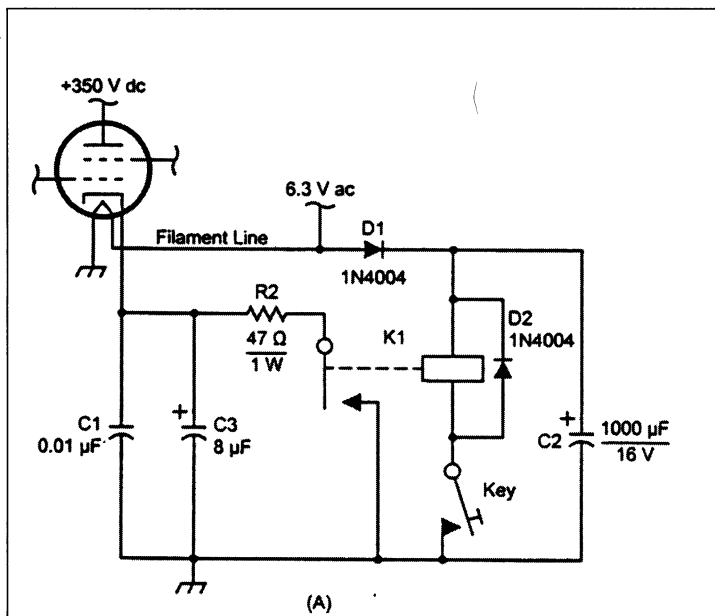 +350 V dc
6.3 V ac
Filament Line
D1
1N4004
R2
47 Ω
1 W
K1
D2
1N4004
C1
0.01 µF
+
C3
8 µF
+
C2
1000 µF
16 V
Key
(A)